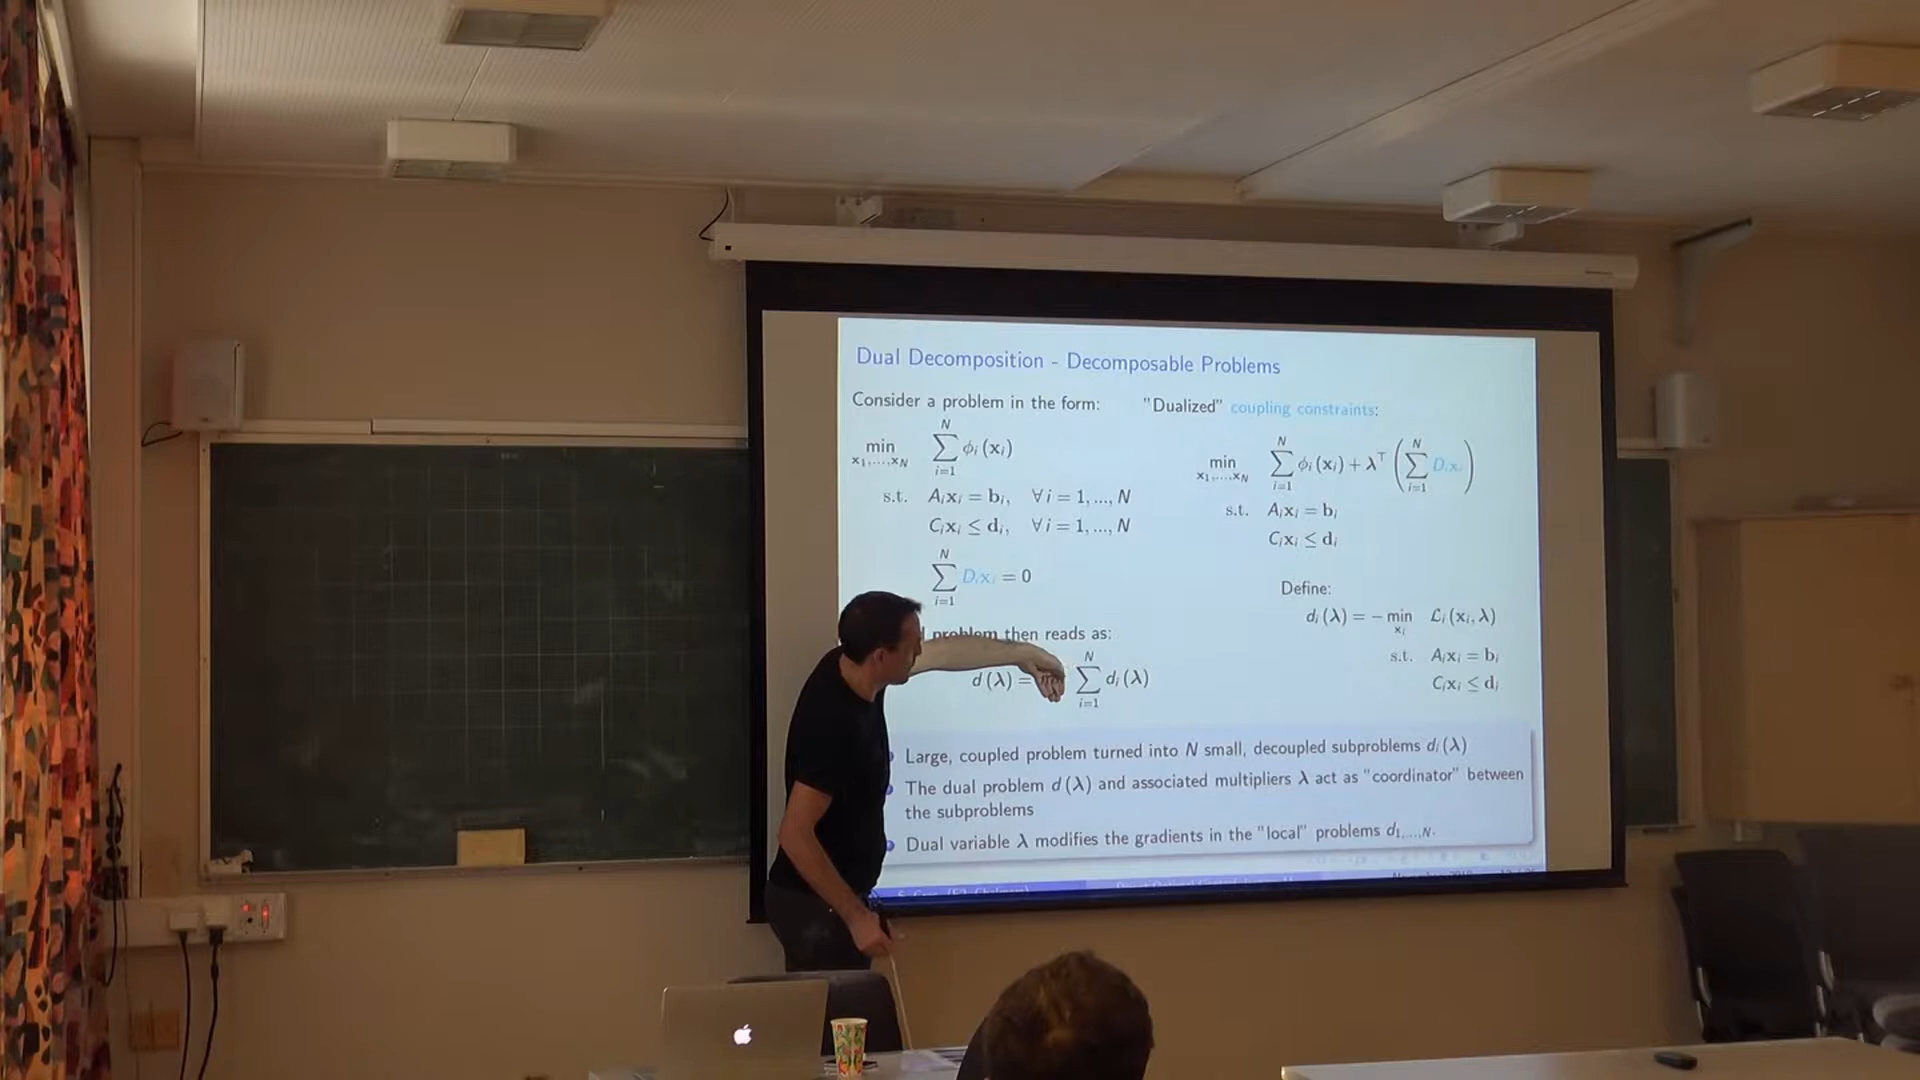 Dual Decomposition - Decomposable Problems
Consider a problem in the form:
min x₁,...,x_N ∑_{i=1}^{N} ϕᵢ (xᵢ)
s.t. Aᵢxᵢ = bᵢ, ∀ i = 1, ..., N
Cᵢxᵢ ≤ dᵢ, ∀ i = 1, ..., N
∑_{i=1}^{N} Dᵢxᵢ = 0
problem then reads as:
d (λ) = ∑_{i=1}^{N} dᵢ (λ)
"Dualized" coupling constraints:
min x₁,...,x_N ∑_{i=1}^{N} ϕᵢ (xᵢ) + λ^⊤ (∑_{i=1}^{N} Dᵢxᵢ)
s.t. Aᵢxᵢ = bᵢ
Cᵢxᵢ ≤ dᵢ
Define:
dᵢ (λ) = − min xᵢ ℒᵢ (xᵢ, λ)
s.t. Aᵢxᵢ = bᵢ
Cᵢxᵢ ≤ dᵢ
Large, coupled problem turned into N small, decoupled subproblems dᵢ (λ)
The dual problem d (λ) and associated multipliers λ act as "coordinator" between
the subproblems
Dual variable λ modifies the gradients in the "local" problems d₁,...,N.